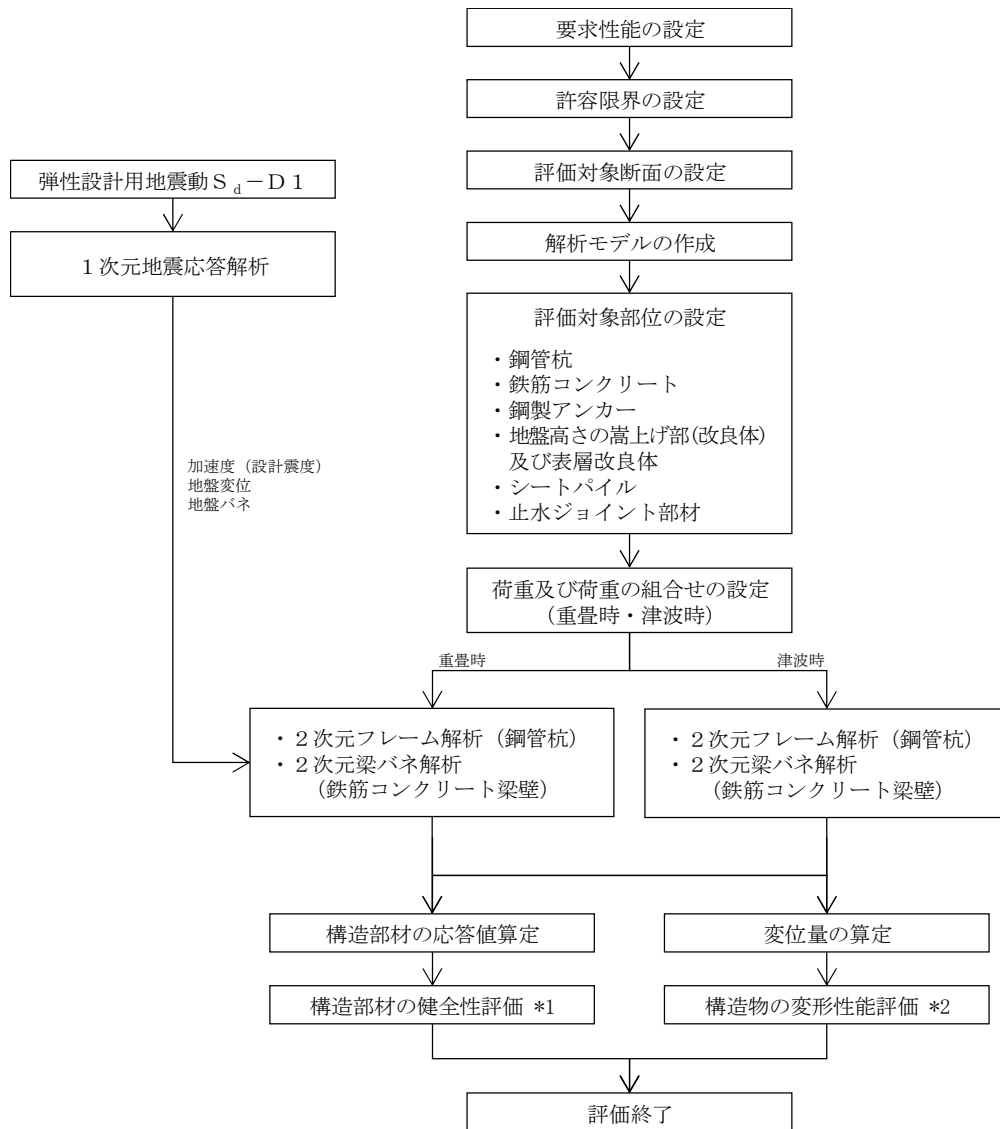 要求性能の設定
許容限界の設定
評価対象断面の設定
解析モデルの作成
弾性設計用地震動Ｓd－Ｄ１
１次元地震応答解析
評価対象部位の設定
・鋼管杭
・鉄筋コンクリート
・鋼製アンカー
・地盤高さの嵩上げ部(改良体)
及び表層改良体
・シートパイル
・止水ジョイント部材
加速度（設計震度）
地盤変位
地盤バネ
荷重及び荷重の組合せの設定
（重畳時・津波時）
重畳時
津波時
・２次元フレーム解析（鋼管杭）
・２次元梁バネ解析
（鉄筋コンクリート梁壁）
・２次元フレーム解析（鋼管杭）
・２次元梁バネ解析
（鉄筋コンクリート梁壁）
構造部材の応答値算定
変位量の算定
構造部材の健全性評価 *1
構造物の変形性能評価 *2
評価終了